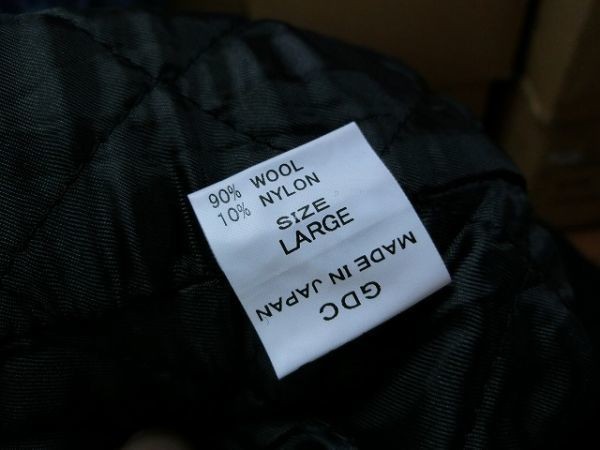 90% WOOL
10% NYLON
SIZE
LARGE
GDC
MADE IN JAPAN